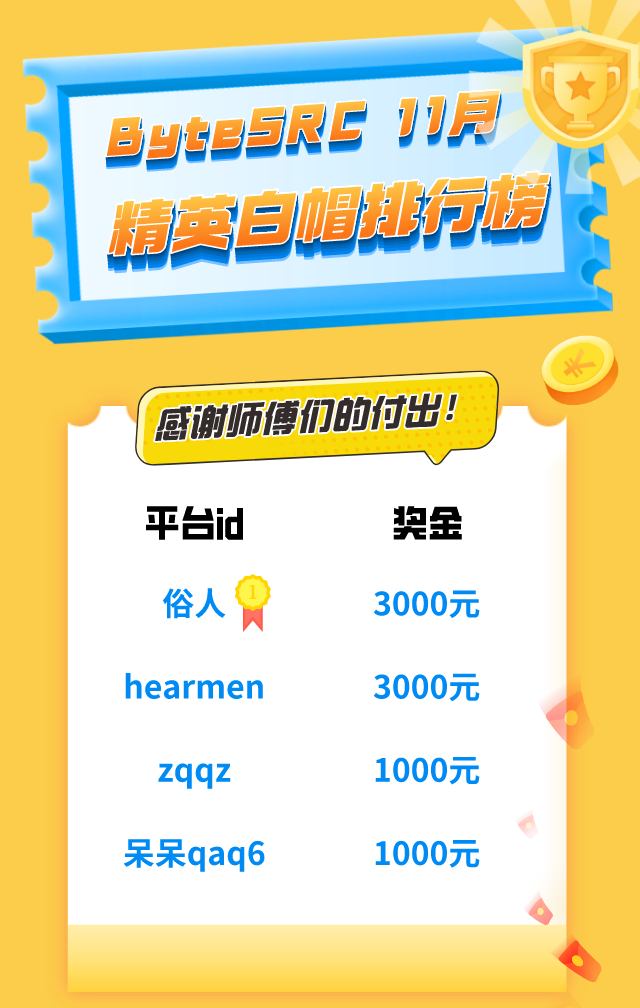 ByteSRC 11月
精英白帽排行榜
感谢师傅们的付出！
平台id 奖金
俗人 1 3000元
hearmen 3000元
zqqz 1000元
呆呆qaq6 1000元